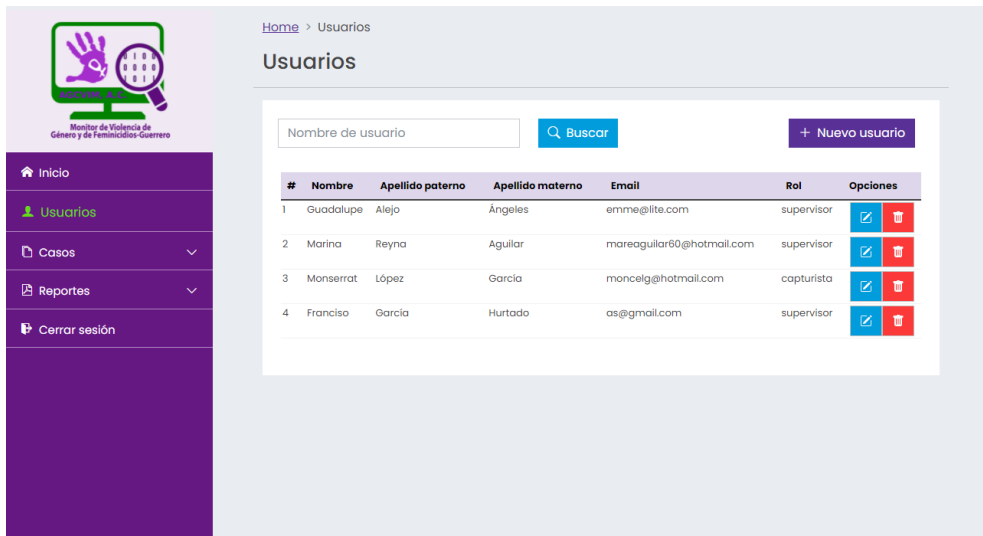 Monitor de Violencia de
Género y de Feminicidios-Guerrero
Inicio
Usuarios
Casos
Reportes
Cerrar sesión
Home > Usuarios
Usuarios
Nombre de usuario
Buscar
+ Nuevo usuario
# Nombre Apellido paterno Apellido materno Email Rol Opciones
1 Guadalupe Alejo Ángeles emme@lite.com supervisor
2 Marina Reyna Aguilar mareaguilar60@hotmail.com supervisor
3 Monserrat López García moncelg@hotmail.com capturista
4 Franciso García Hurtado as@gmail.com supervisor